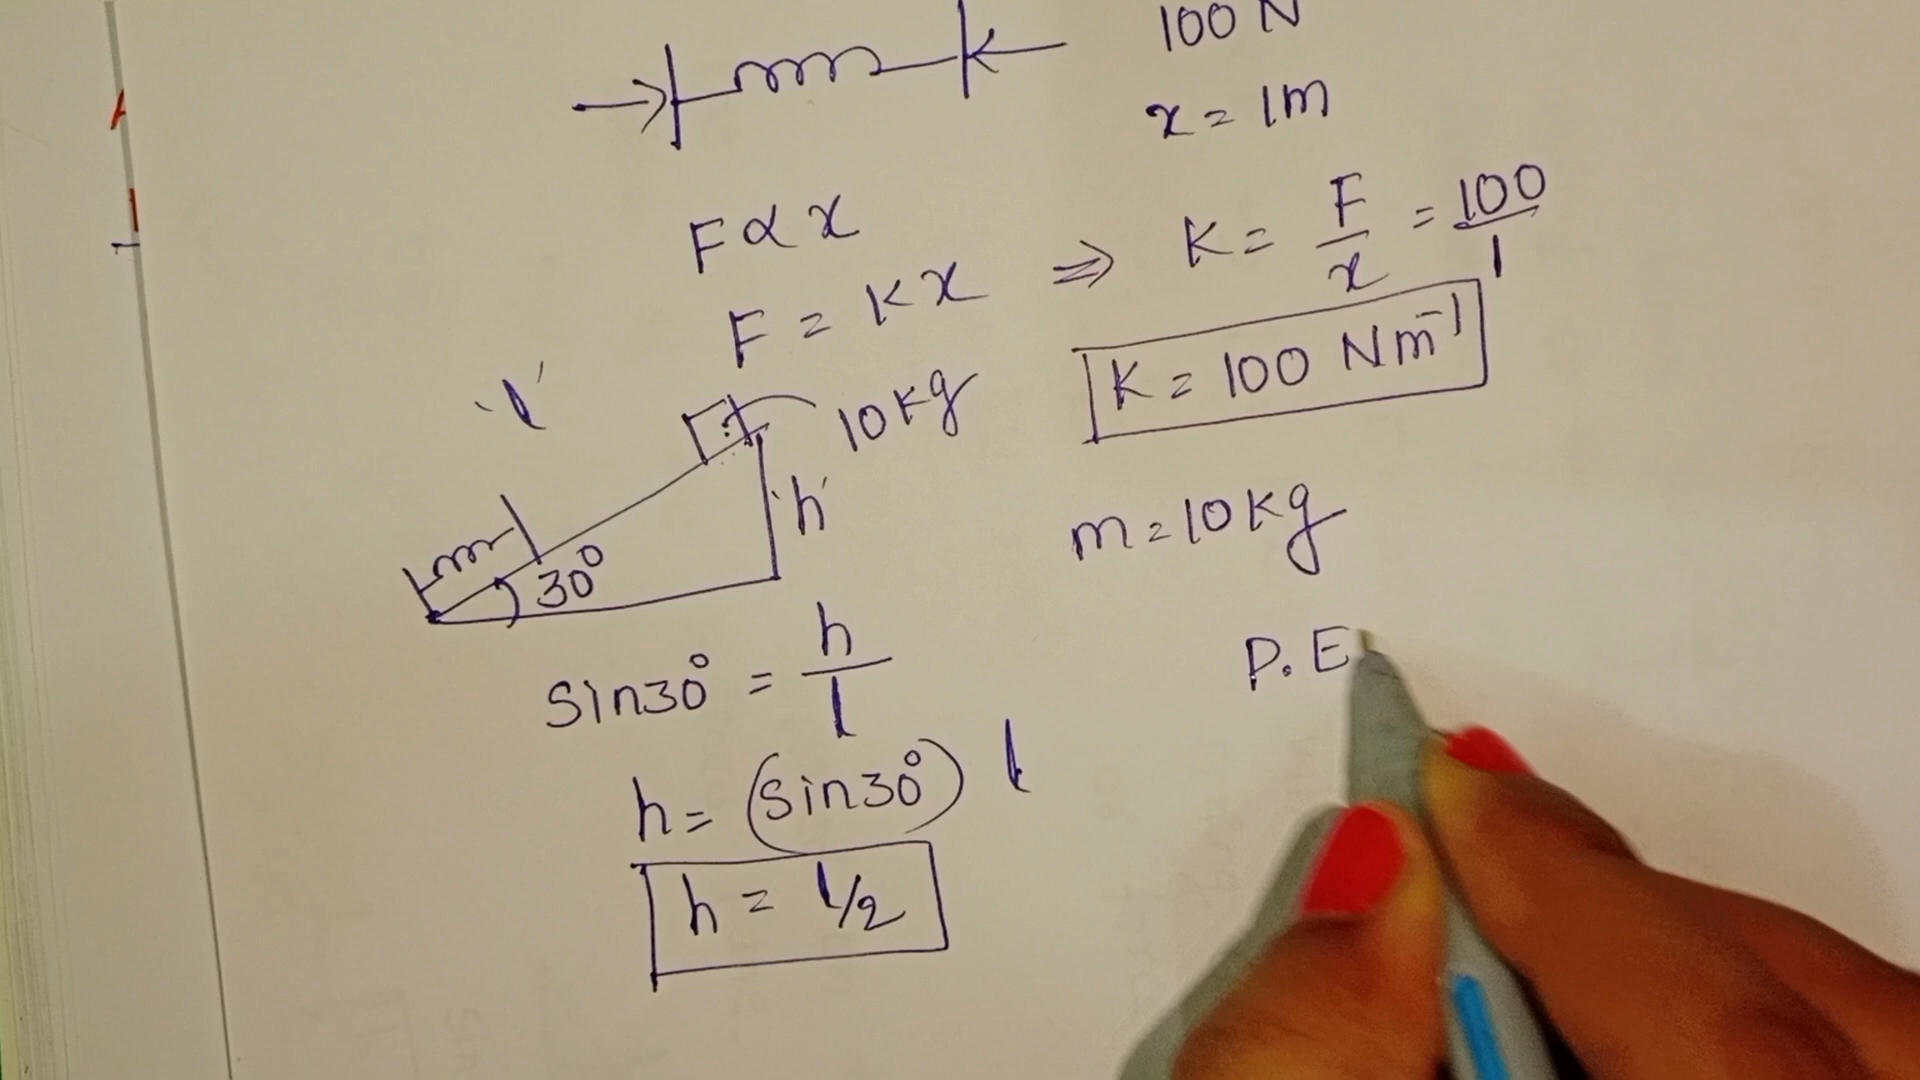 100 N
x = 1m
F ∝ x
F = Kx ⇒ K = F/x = 100/1
K = 100 Nm⁻¹
'l'
10kg
'h'
30°
m = 10kg
sin30° = h/l
P.E
h = (sin30°) l
h = l/2